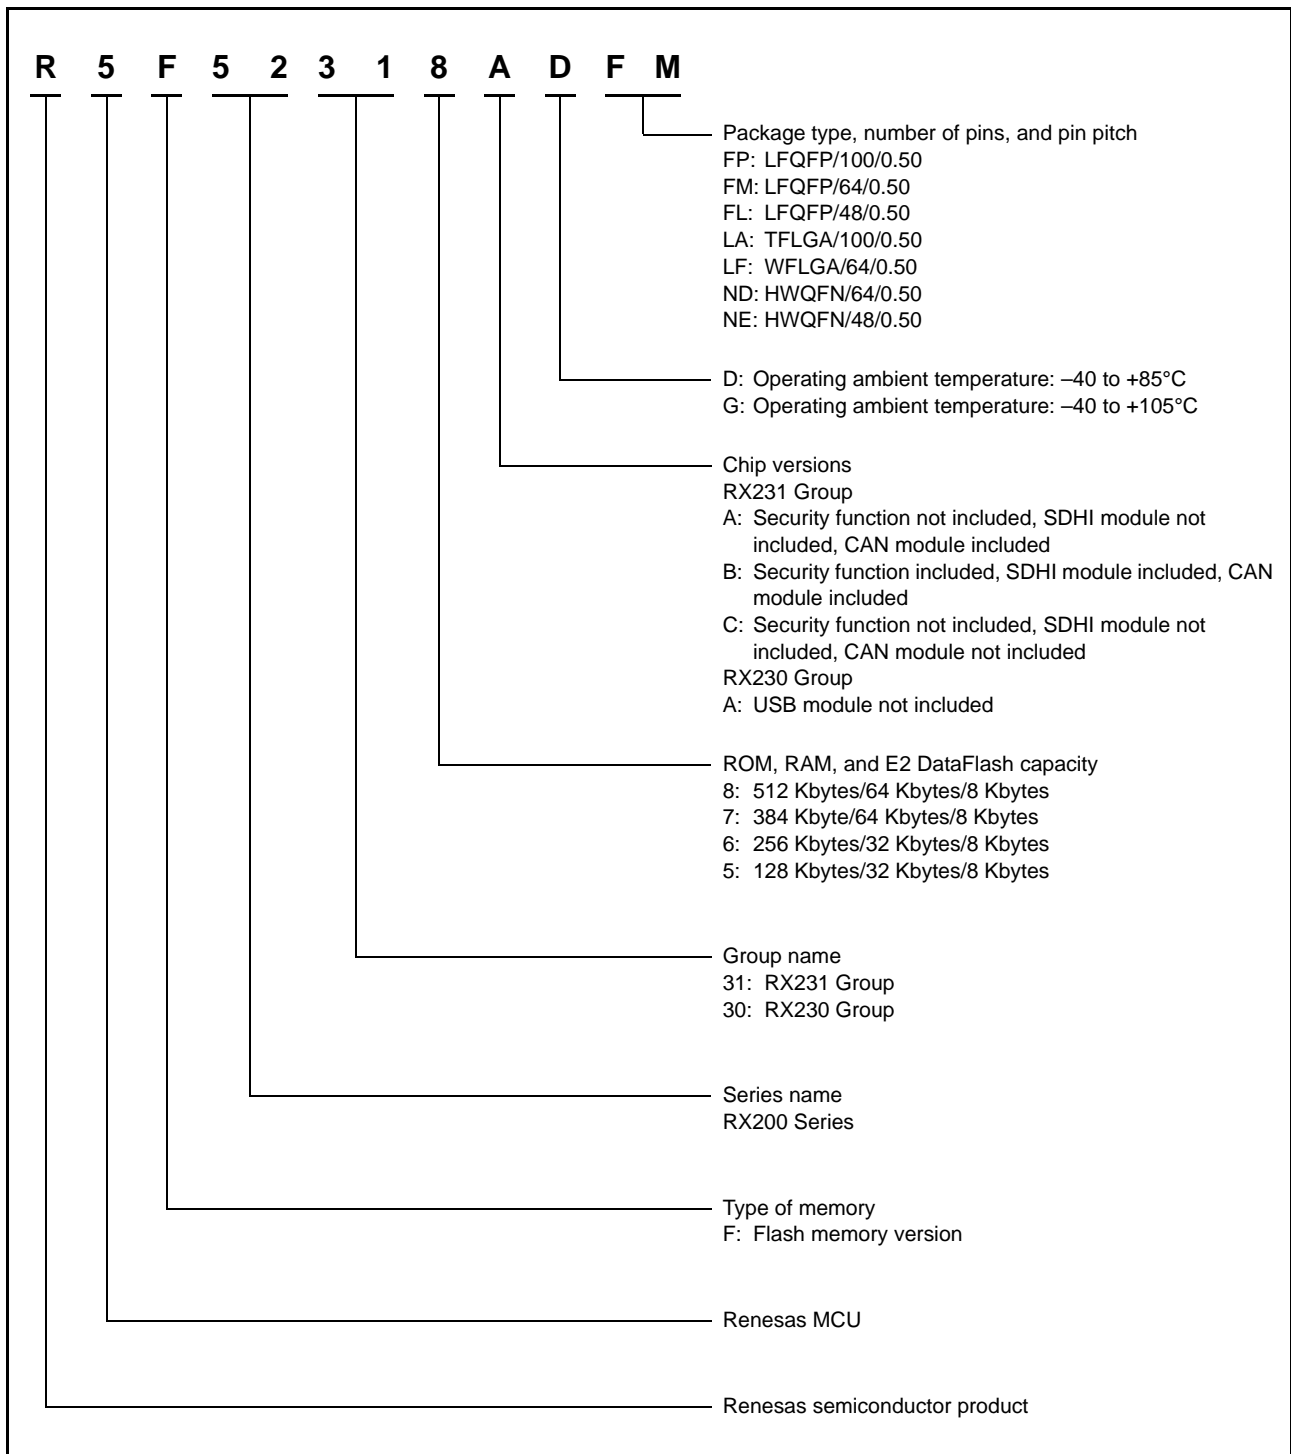 R 5 F 5 2 3 1 8 A D F M
Package type, number of pins, and pin pitch
FP: LFQFP/100/0.50
FM: LFQFP/64/0.50
FL: LFQFP/48/0.50
LA: TFLGA/100/0.50
LF: WFLGA/64/0.50
ND: HWQFN/64/0.50
NE: HWQFN/48/0.50
D: Operating ambient temperature: –40 to +85°C
G: Operating ambient temperature: –40 to +105°C
Chip versions
RX231 Group
A: Security function not included, SDHI module not
included, CAN module included
B: Security function included, SDHI module included, CAN
module included
C: Security function not included, SDHI module not
included, CAN module not included
RX230 Group
A: USB module not included
ROM, RAM, and E2 DataFlash capacity
8: 512 Kbytes/64 Kbytes/8 Kbytes
7: 384 Kbyte/64 Kbytes/8 Kbytes
6: 256 Kbytes/32 Kbytes/8 Kbytes
5: 128 Kbytes/32 Kbytes/8 Kbytes
Group name
31: RX231 Group
30: RX230 Group
Series name
RX200 Series
Type of memory
F: Flash memory version
Renesas MCU
Renesas semiconductor product